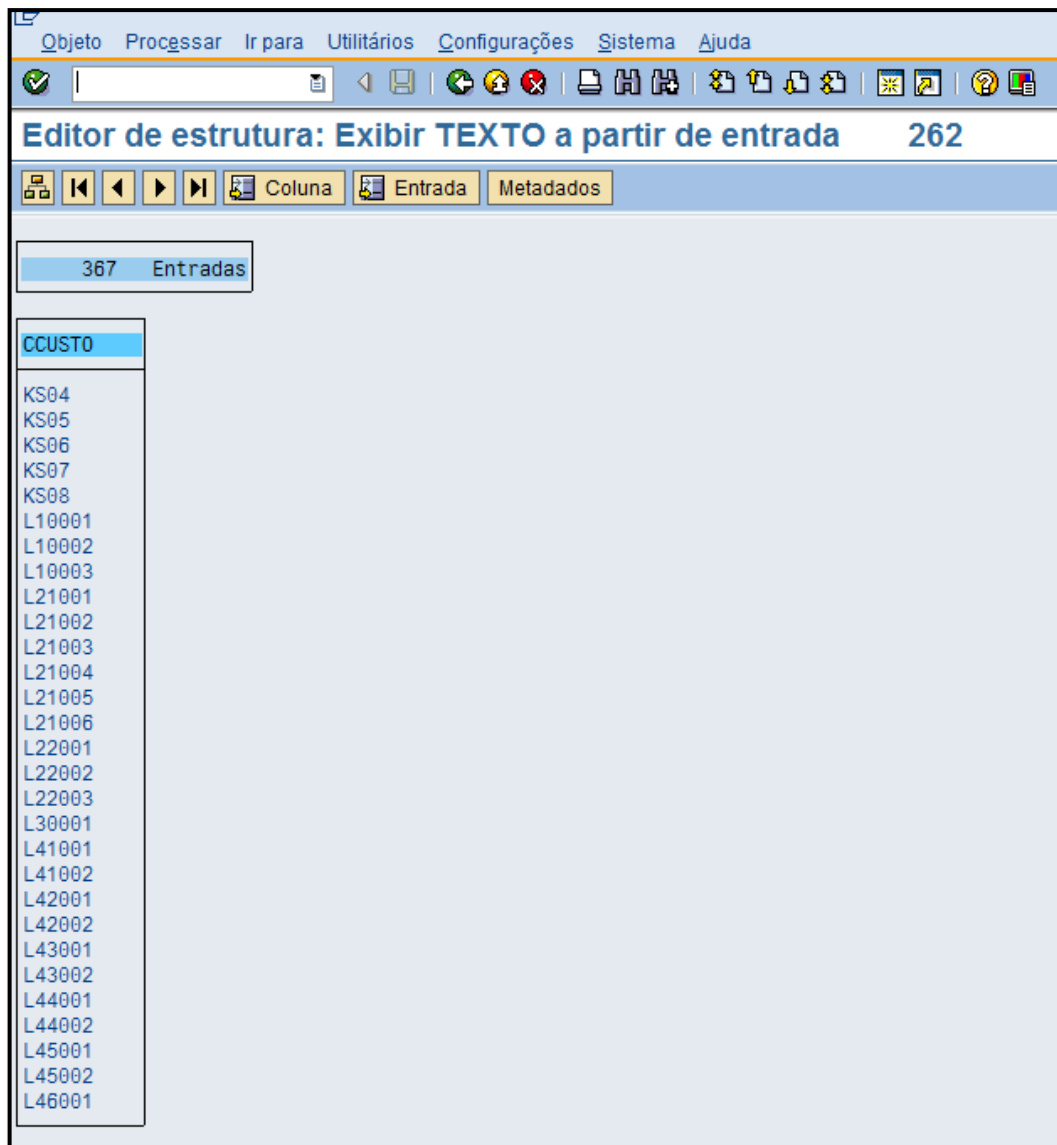 Objeto Processar Ir para Utilitários Configurações Sistema Ajuda
Editor de estrutura: Exibir TEXTO a partir de entrada 262
Coluna Entrada Metadados
367 Entradas
CCUSTO
KS04
KS05
KS06
KS07
KS08
L10001
L10002
L10003
L21001
L21002
L21003
L21004
L21005
L21006
L22001
L22002
L22003
L30001
L41001
L41002
L42001
L42002
L43001
L43002
L44001
L44002
L45001
L45002
L46001